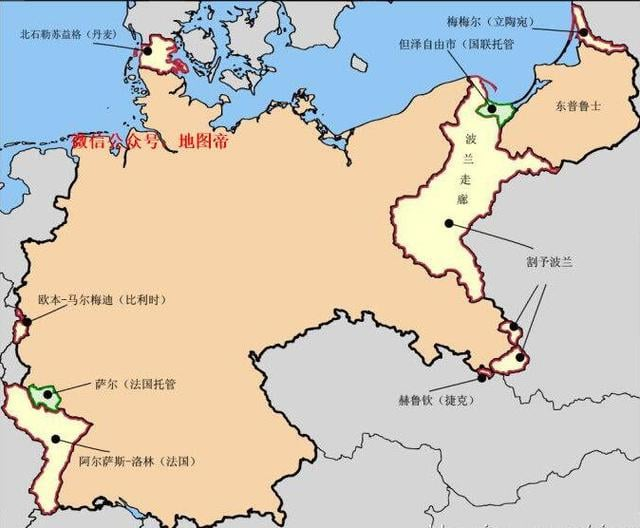 梅梅尔（立陶宛）
北石勒苏益格（丹麦）
但泽自由市（国联托管
东普鲁士
微信公众号 地图帝
波兰走廊
割予波兰
欧本-马尔梅迪（比利时）
萨尔（法国托管
赫鲁钦（捷克）
阿尔萨斯-洛林（法国）